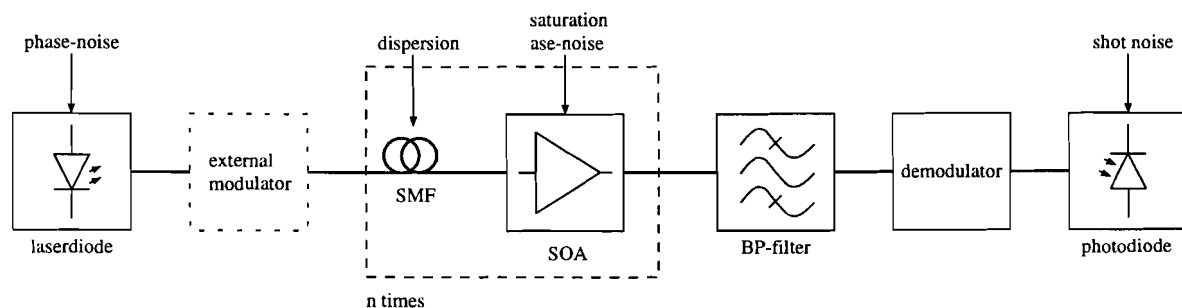 phase-noise
dispersion
saturation
ase-noise
shot noise
external
modulator
SMF
demodulator
laserdiode
SOA
BP-filter
photodiode
n times